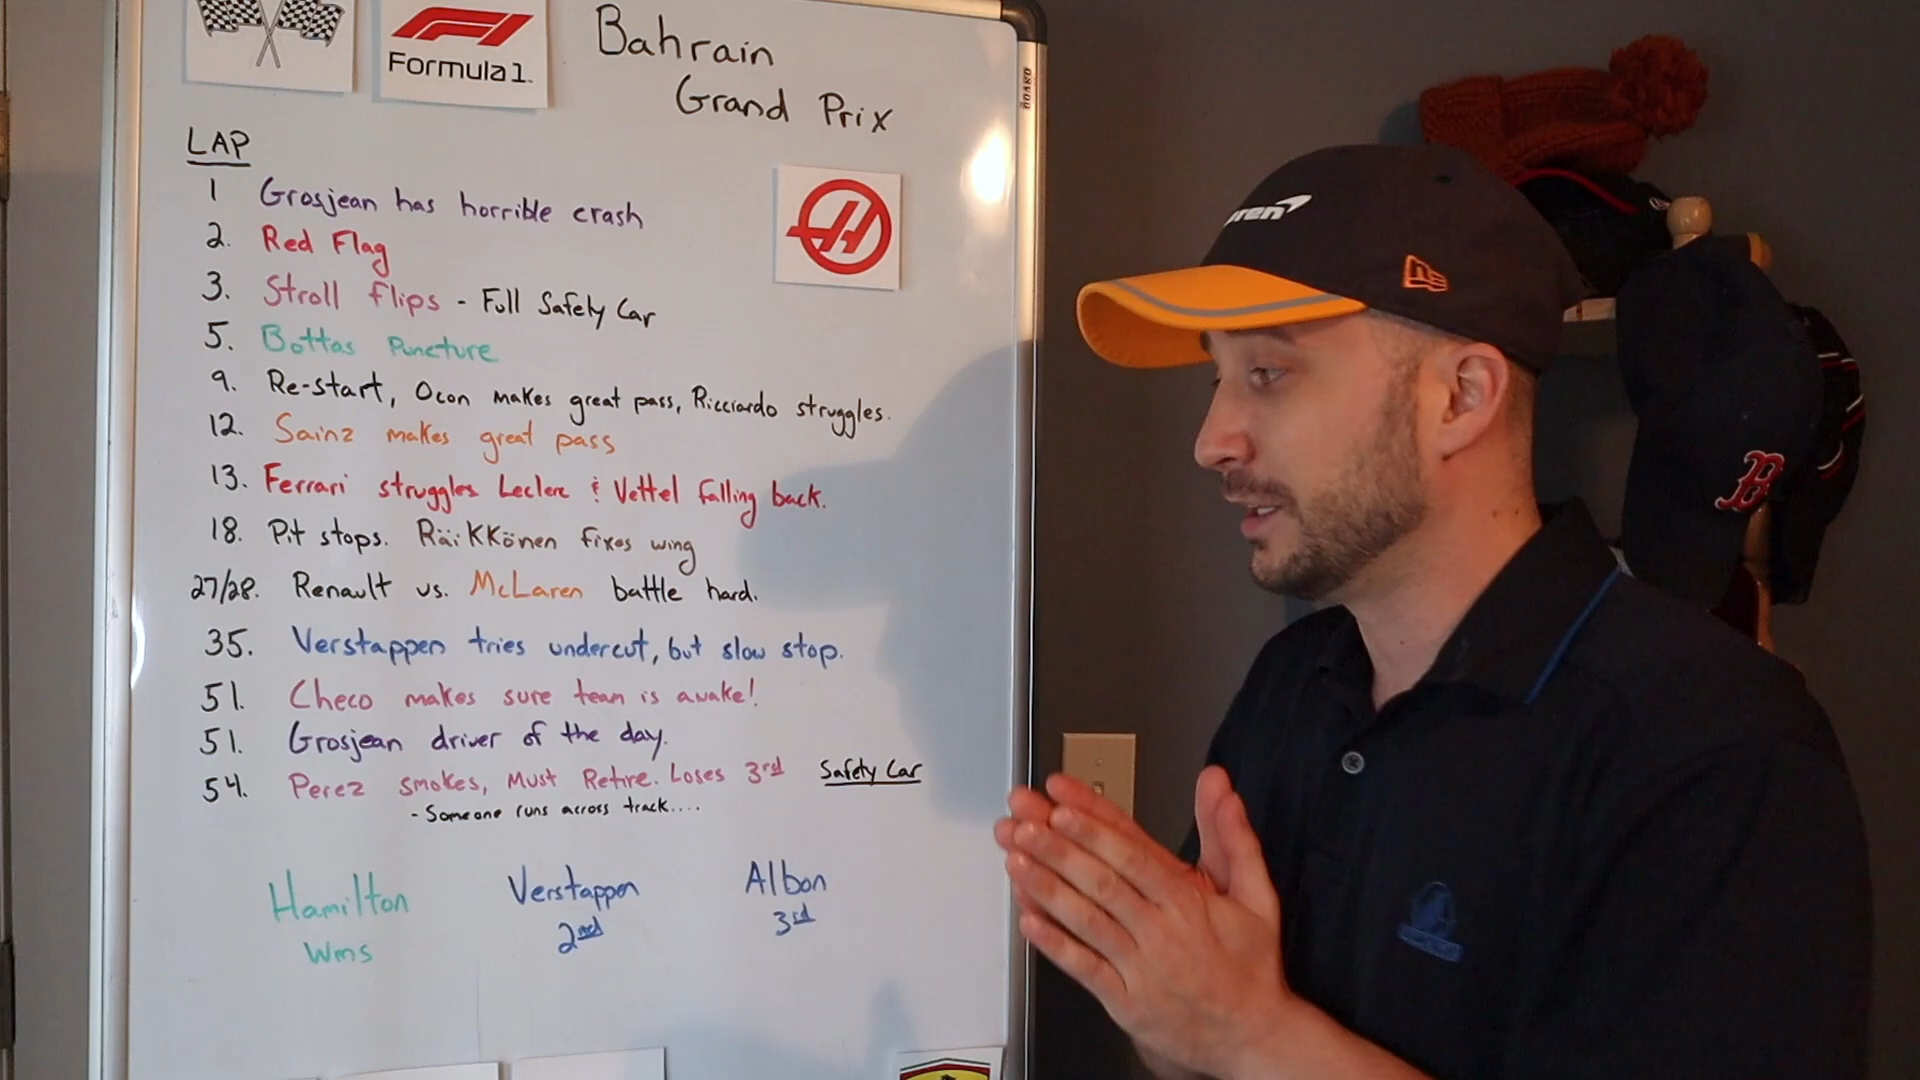 Formula 1
Bahrain
Grand Prix
LAP
1 Grosjean has horrible crash
2. Red Flag
3. Stroll flips - Full Safety Car
5. Bottas Puncture
9. Re-start, Ocon makes great pass, Ricciardo struggles.
12. Sainz makes great pass
13. Ferrari struggles Leclerc & Vettel falling back.
18. Pit stops. RäiKKönen fixes wing
27/28. Renault vs. McLaren battle hard.
35. Verstappen tries undercut, but slow stop.
51. Checo makes sure team is awake!
51. Grosjean driver of the day.
54. Perez smokes, Must Retire. Loses 3rd Safety Car
- Someone runs across track....
Hamilton Verstappen Albon
Wins 2nd 3rd
B